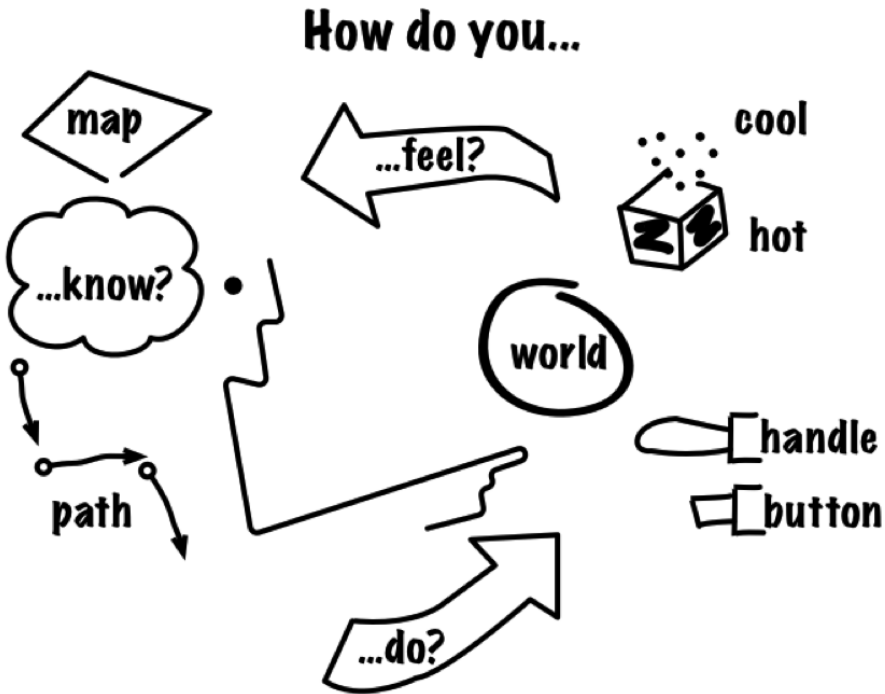 How do you...
map
...feel?
cool
hot
...know?
world
handle
path
button
...do?